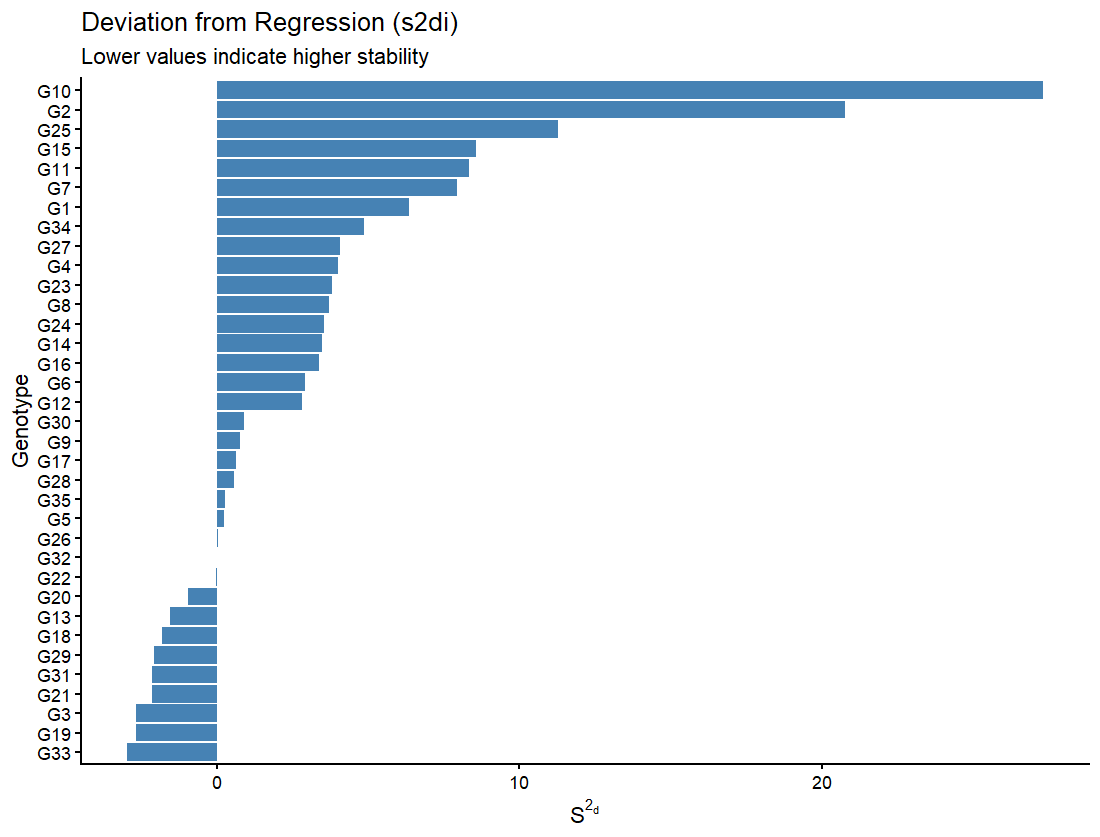 Deviation from Regression (s2di)
Lower values indicate higher stability
Genotype
G10
G2
G25
G15
G11
G7
G1
G34
G27
G4
G23
G8
G24
G14
G16
G6
G12
G30
G9
G17
G28
G35
G5
G26
G32
G22
G20
G13
G18
G29
G31
G21
G3
G19
G33
0 10 20
S²d